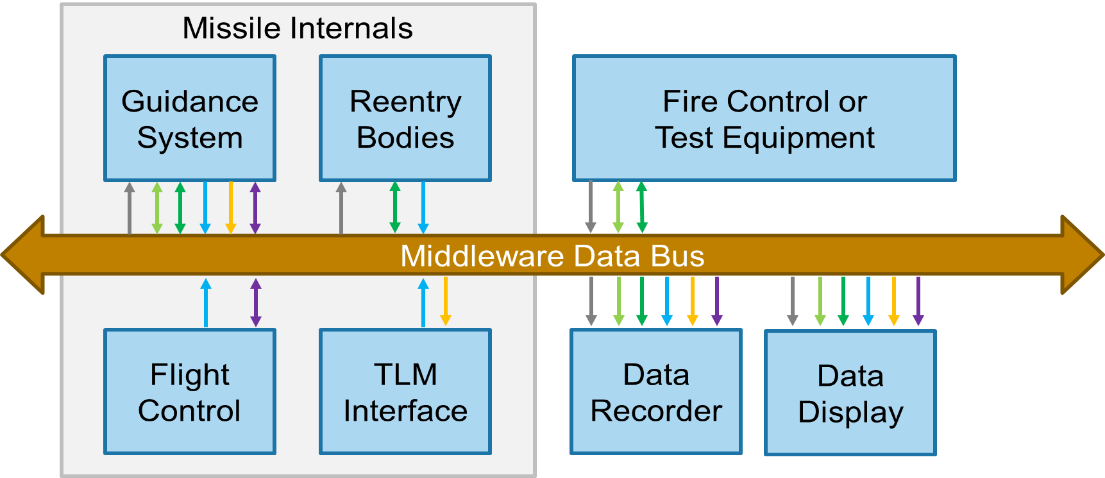 Missile Internals
Guidance
System
Reentry
Bodies
Fire Control or
Test Equipment
Middleware Data Bus
Flight
Control
TLM
Interface
Data
Recorder
Data
Display